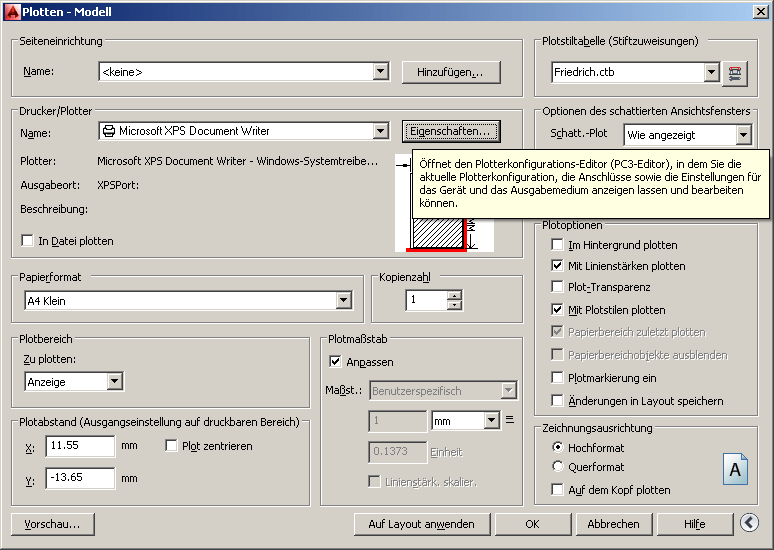 Plotten - Modell
Seiteneinrichtung
Name:
<keine>
Hinzufügen...
Plotstiltabelle (Stiftzuweisungen)
Friedrich.ctb
Drucker/Plotter
Name:
Microsoft XPS Document Writer
Eigenschaften...
Plotter:
Microsoft XPS Document Writer - Windows-Systemtreibe...
Ausgabeort:
XPSPort:
Beschreibung:
In Datei plotten
Optionen des schattierten Ansichtsfensters
Schatt.-Plot
Wie angezeigt
Öffnet den Plotterkonfigurations-Editor (PC3-Editor), in dem Sie die
aktuelle Plotterkonfiguration, die Anschlüsse sowie die Einstellungen für
das Gerät und das Ausgabemedium anzeigen lassen und bearbeiten
können.
Papierformat
A4 Klein
Kopienzahl
1
Plotbereich
Zu plotten:
Anzeige
Plotmaßstab
Anpassen
Maßst.:
Benutzerspezifisch
1
mm
=
0.1373
Einheit
Linienstärk. skalier.
Plotabstand (Ausgangseinstellung auf druckbaren Bereich)
X:
11.55
mm
Plot zentrieren
Y:
-13.65
mm
Plotoptionen
Im Hintergrund plotten
Mit Linienstärken plotten
Plot-Transparenz
Mit Plotstilen plotten
Papierbereich zuletzt plotten
Papierbereichobjekte ausblenden
Plotmarkierung ein
Änderungen in Layout speichern
Zeichnungsausrichtung
Hochformat
Querformat
Auf dem Kopf plotten
A
Vorschau...
Auf Layout anwenden
OK
Abbrechen
Hilfe